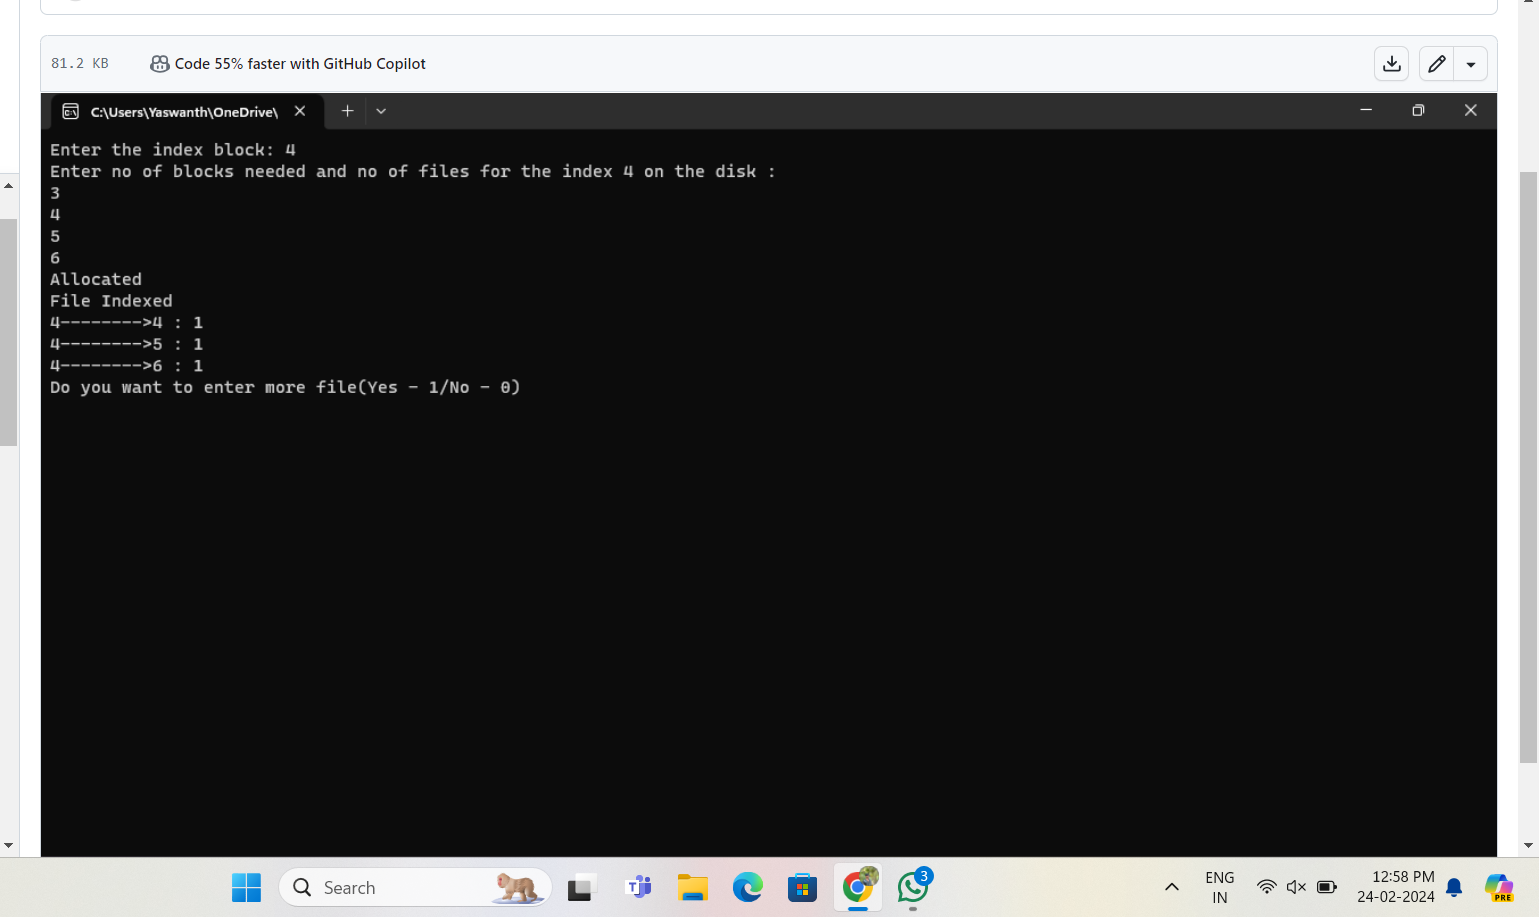 81.2 KB Code 55% faster with GitHub Copilot
C:\Users\Yaswanth\OneDrive\
Enter the index block: 4
Enter no of blocks needed and no of files for the index 4 on the disk :
3
4
5
6
Allocated
File Indexed
4-------->4 : 1
4-------->5 : 1
4-------->6 : 1
Do you want to enter more file(Yes - 1/No - 0)
Search
3
ENG
IN
12:58 PM
24-02-2024
PRE